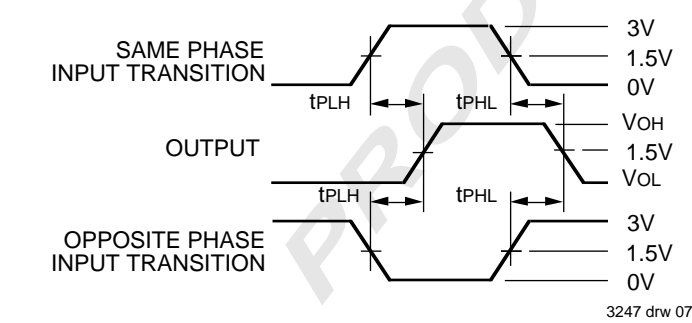 SAME PHASE
INPUT TRANSITION
3V
1.5V
0V
tPLH
tPHL
OUTPUT
VOH
1.5V
VOL
tPLH
tPHL
OPPOSITE PHASE
INPUT TRANSITION
3V
1.5V
0V
3247 drw 07
PROD